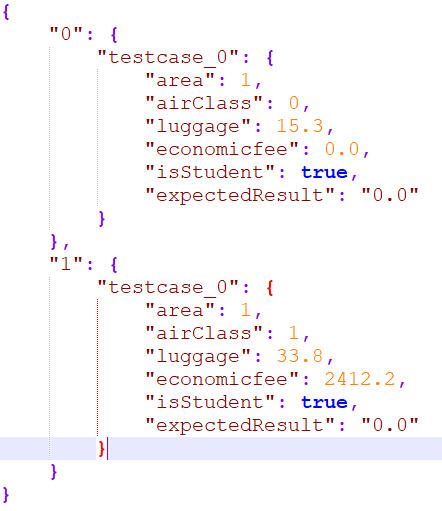 {
    "0": {
        "testcase_0": {
            "area": 1,
            "airClass": 0,
            "luggage": 15.3,
            "economicfee": 0.0,
            "isStudent": true,
            "expectedResult": "0.0"
        }
    },
    "1": {
        "testcase_0": {
            "area": 1,
            "airClass": 1,
            "luggage": 33.8,
            "economicfee": 2412.2,
            "isStudent": true,
            "expectedResult": "0.0"
        }
    }
}